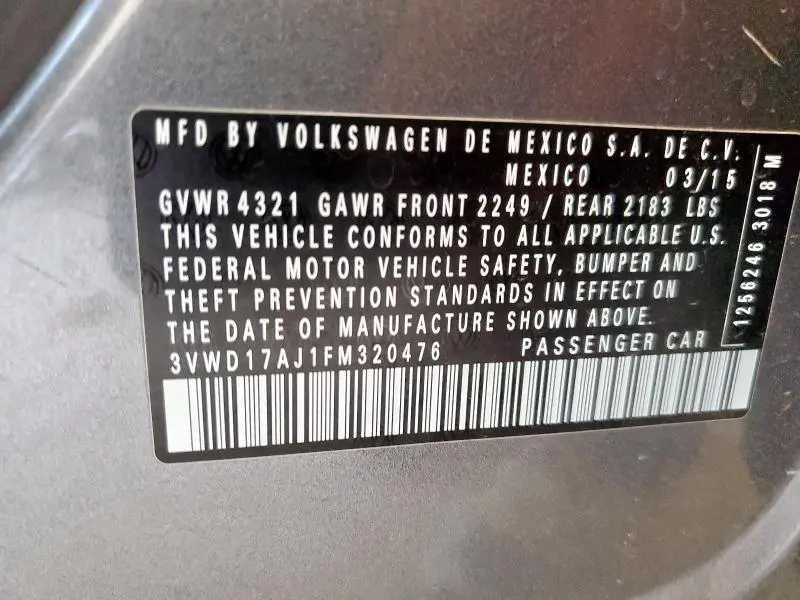 MFD BY VOLKSWAGEN DE MEXICO S.A. DE C.V.
MEXICO 03/15
GVWR 4321 GAWR FRONT 2249 / REAR 2183 LBS
THIS VEHICLE CONFORMS TO ALL APPLICABLE U.S.
FEDERAL MOTOR VEHICLE SAFETY, BUMPER AND
THEFT PREVENTION STANDARDS IN EFFECT ON
THE DATE OF MANUFACTURE SHOWN ABOVE.
3VWD17AJ1FM320476 PASSENGER CAR
1256246 3018 M